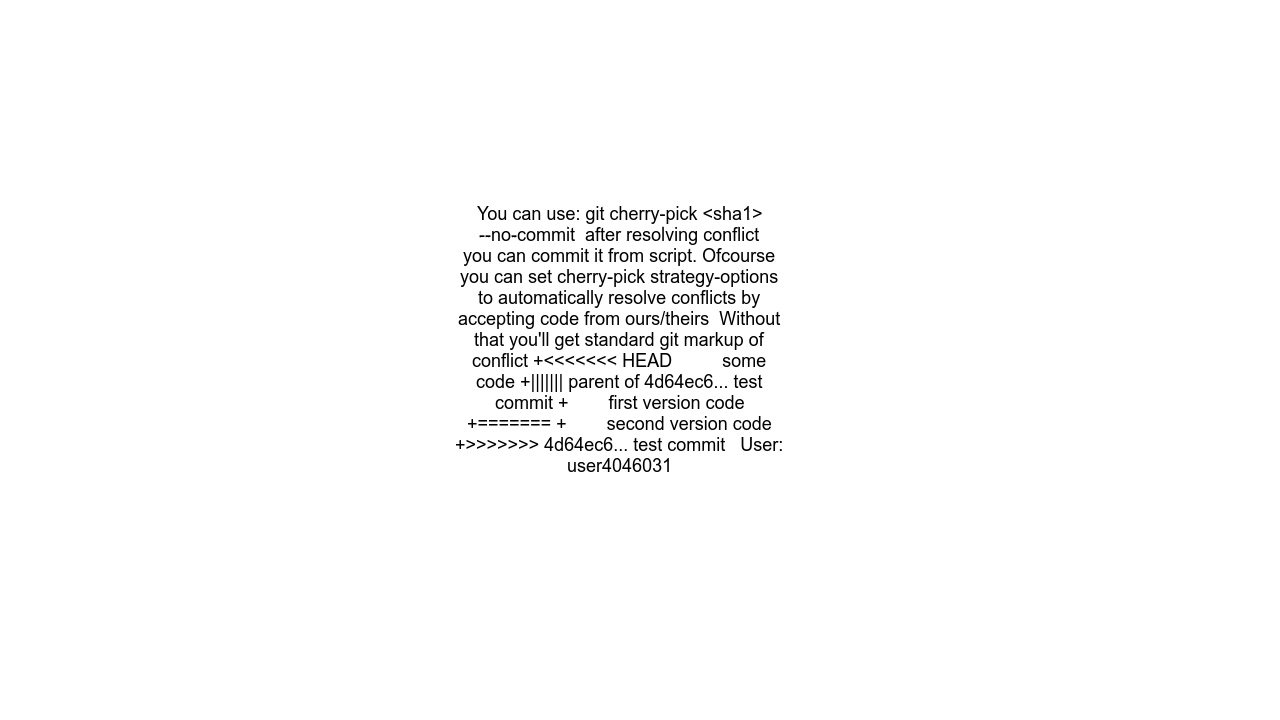 You can use: git cherry-pick <sha1>
--no-commit  after resolving conflict
you can commit it from script. Ofcourse
you can set cherry-pick strategy-options
to automatically resolve conflicts by
accepting code from ours/theirs  Without
that you'll get standard git markup of
conflict +<<<<<<< HEAD          some
code +||||||| parent of 4d64ec6... test
commit +        first version code
+======= +        second version code
+>>>>>>> 4d64ec6... test commit   User:
user4046031